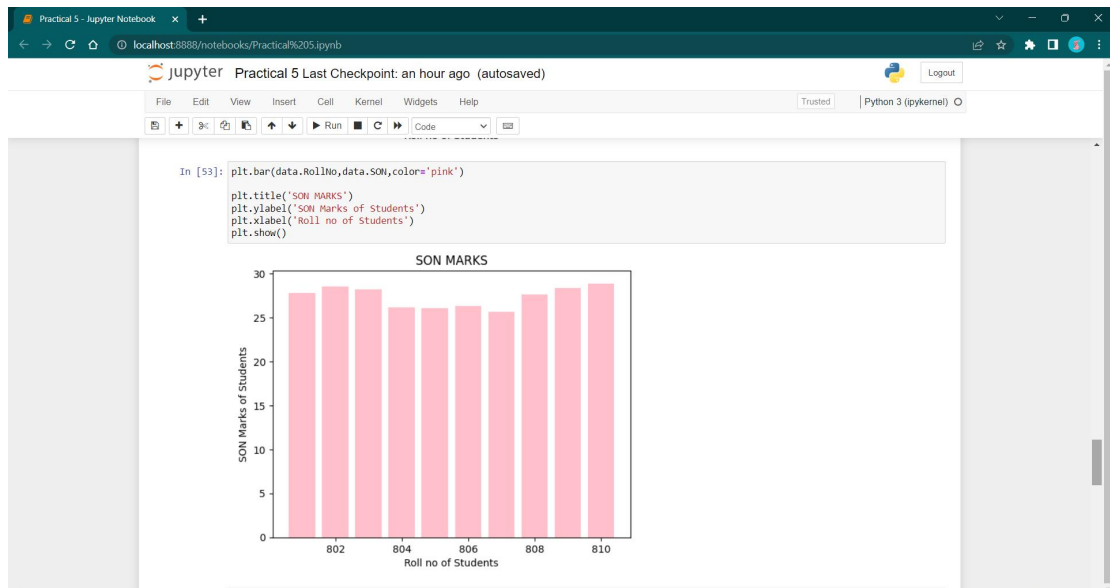 Practical 5 - Jupyter Notebook
localhost:8888/notebooks/Practical%205.ipynb
jupyter Practical 5 Last Checkpoint: an hour ago (autosaved)
Logout
File Edit View Insert Cell Kernel Widgets Help
Trusted
Python 3 (ipykernel)
Run
Code
Roll no of Students
In [53]: plt.bar(data.RollNo,data.SON,color='pink')
plt.title('SON MARKS')
plt.ylabel('SON Marks of Students')
plt.xlabel('Roll no of Students')
plt.show()
SON MARKS
30
25
20
15
10
5
0
SON Marks of Students
802 804 806 808 810
Roll no of Students